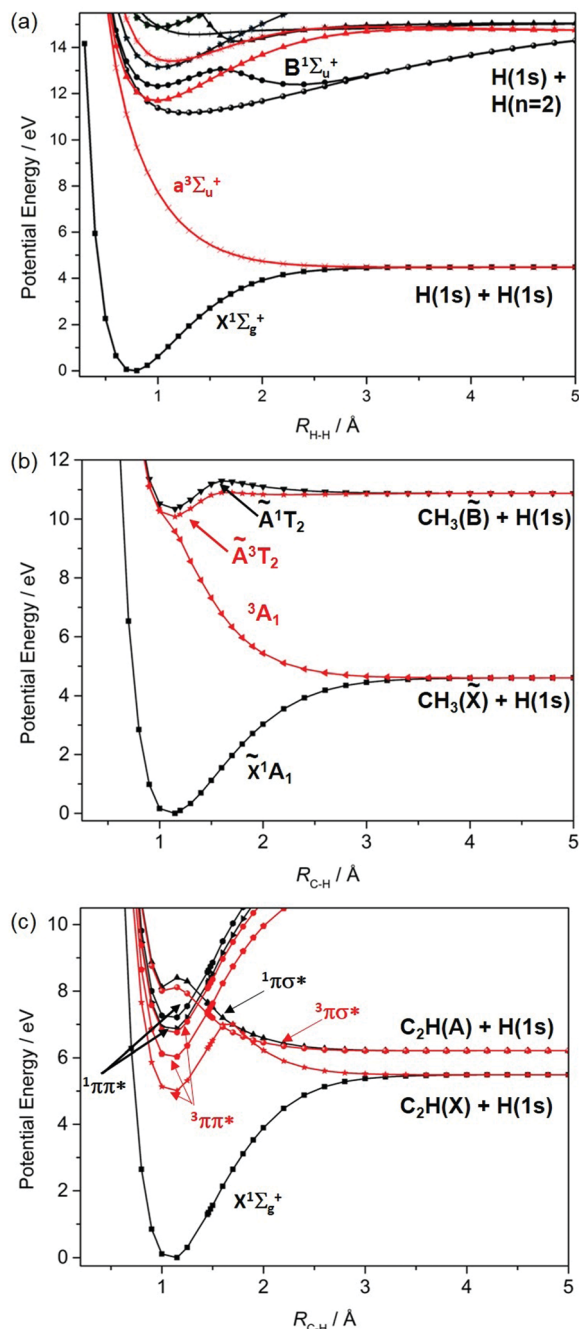 (a)
14
12
10
8
6
4
2
0
Potential Energy / eV
B¹Σᵤ⁺
H(1s) +
H(n=2)
a³Σᵤ⁺
X¹Σg⁺
H(1s) + H(1s)
1 2 3 4 5
R_H-H / Å
(b)
12
10
8
6
4
2
0
Potential Energy / eV
Ã¹T₂
CH₃(B̃) + H(1s)
Ã³T₂
³A₁
CH₃(X̃) + H(1s)
X̃¹A₁
1 2 3 4 5
R_C-H / Å
(c)
10
8
6
4
2
0
Potential Energy / eV
¹πσ*
³πσ*
C₂H(A) + H(1s)
¹ππ*
C₂H(X) + H(1s)
³ππ*
X¹Σg⁺
1 2 3 4 5
R_C-H / Å